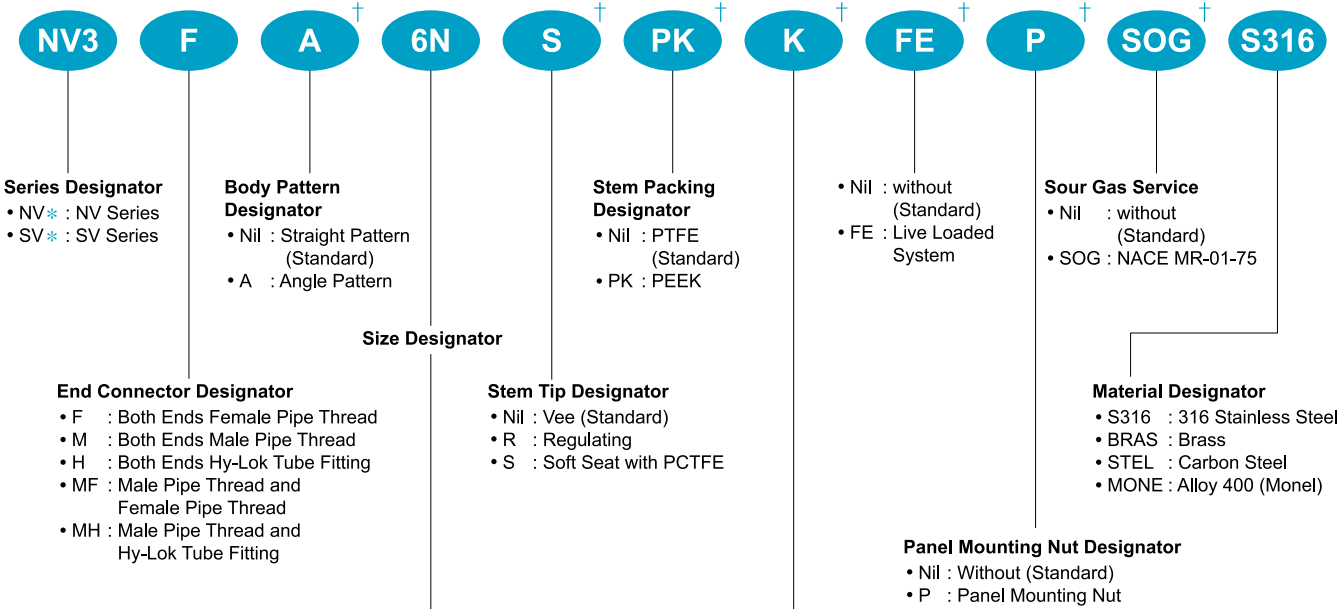 NV3 F A† 6N S† PK† K† FE† P† SOG† S316
Series Designator
• NV* : NV Series
• SV* : SV Series
Body Pattern
Designator
• Nil : Straight Pattern
(Standard)
• A : Angle Pattern
Stem Packing
Designator
• Nil : PTFE
(Standard)
• PK : PEEK
• Nil : without
(Standard)
• FE : Live Loaded
System
Sour Gas Service
• Nil : without
(Standard)
• SOG : NACE MR-01-75
Size Designator
End Connector Designator
• F : Both Ends Female Pipe Thread
• M : Both Ends Male Pipe Thread
• H : Both Ends Hy-Lok Tube Fitting
• MF : Male Pipe Thread and
Female Pipe Thread
• MH : Male Pipe Thread and
Hy-Lok Tube Fitting
Stem Tip Designator
• Nil : Vee (Standard)
• R : Regulating
• S : Soft Seat with PCTFE
Material Designator
• S316 : 316 Stainless Steel
• BRAS : Brass
• STEL : Carbon Steel
• MONE : Alloy 400 (Monel)
Panel Mounting Nut Designator
• Nil : Without (Standard)
• P : Panel Mounting Nut